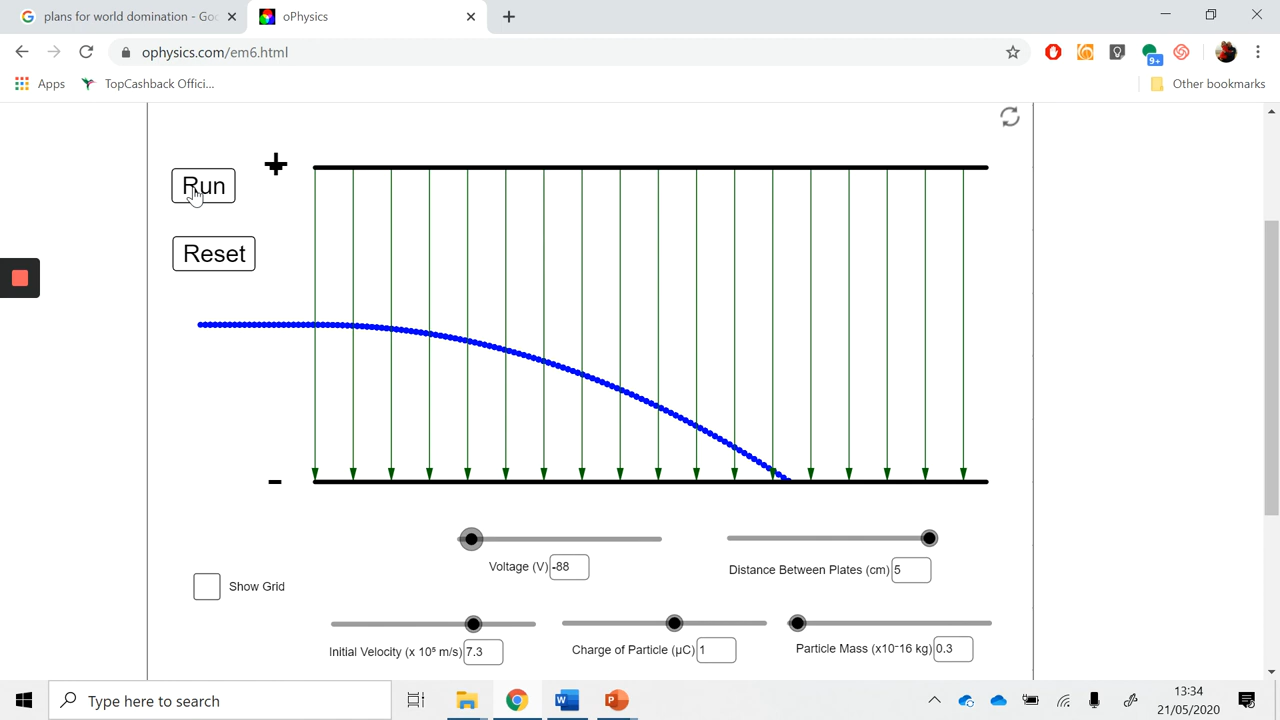 plans for world domination - Goo
oPhysics
ophysics.com/em6.html
9+
Apps
TopCashback Offici...
Other bookmarks
+
Run
Reset
-
Voltage (V) -88
Distance Between Plates (cm) 5
Show Grid
Initial Velocity (x 10⁵ m/s) 7.3
Charge of Particle (μC) 1
Particle Mass (x10⁻16 kg) 0.3
Type here to search
13:34
21/05/2020